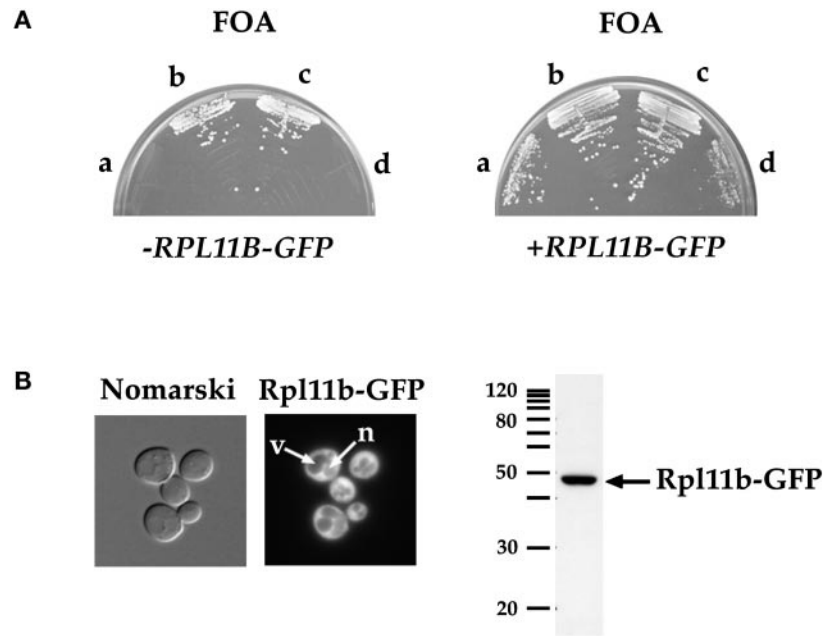 A
FOA
b
c
a
d
-RPL11B-GFP
FOA
b
c
a
d
+RPL11B-GFP
B
Nomarski
v
n
Rpl11b-GFP
120
80
50
30
20
Rpl11b-GFP